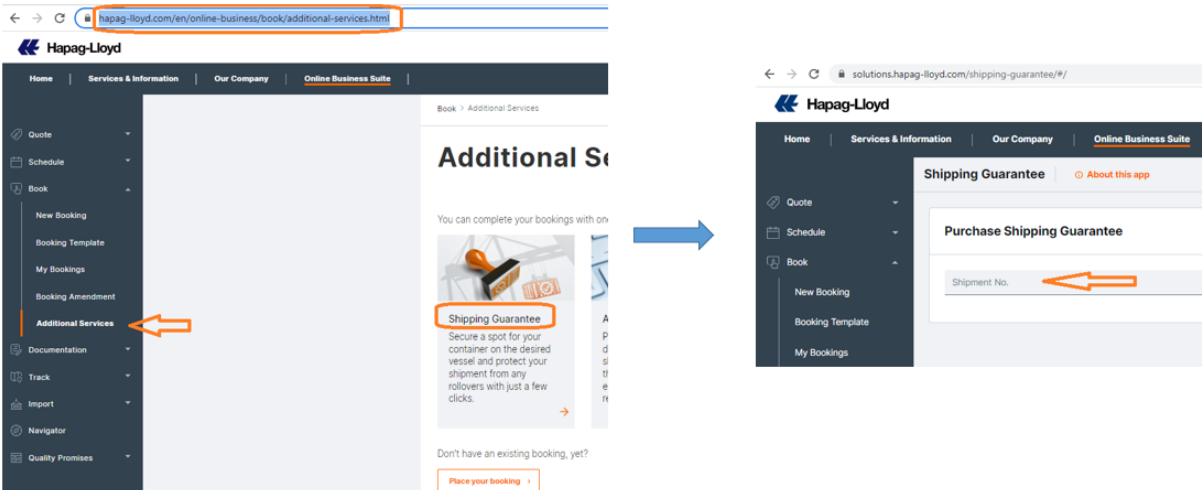 hapag-lloyd.com/en/online-business/book/additional-services.html
Hapag-Lloyd
Home | Services & Information | Our Company | Online Business Suite |
Quote
Schedule
Book
New Booking
Booking Template
My Bookings
Booking Amendment
Additional Services
Documentation
Track
Import
Navigator
Quality Promises
Book > Additional Services
Additional Se
You can complete your bookings with on
Shipping Guarantee
Secure a spot for your
container on the desired
vessel and protect your
shipment from any
rollovers with just a few
clicks.
Don't have an existing booking, yet?
Place your booking
solutions.hapag-lloyd.com/shipping-guarantee/#/
Hapag-Lloyd
Home | Services & Information | Our Company | Online Business Suite
Shipping Guarantee
About this app
Quote
Schedule
Book
New Booking
Booking Template
My Bookings
Purchase Shipping Guarantee
Shipment No.